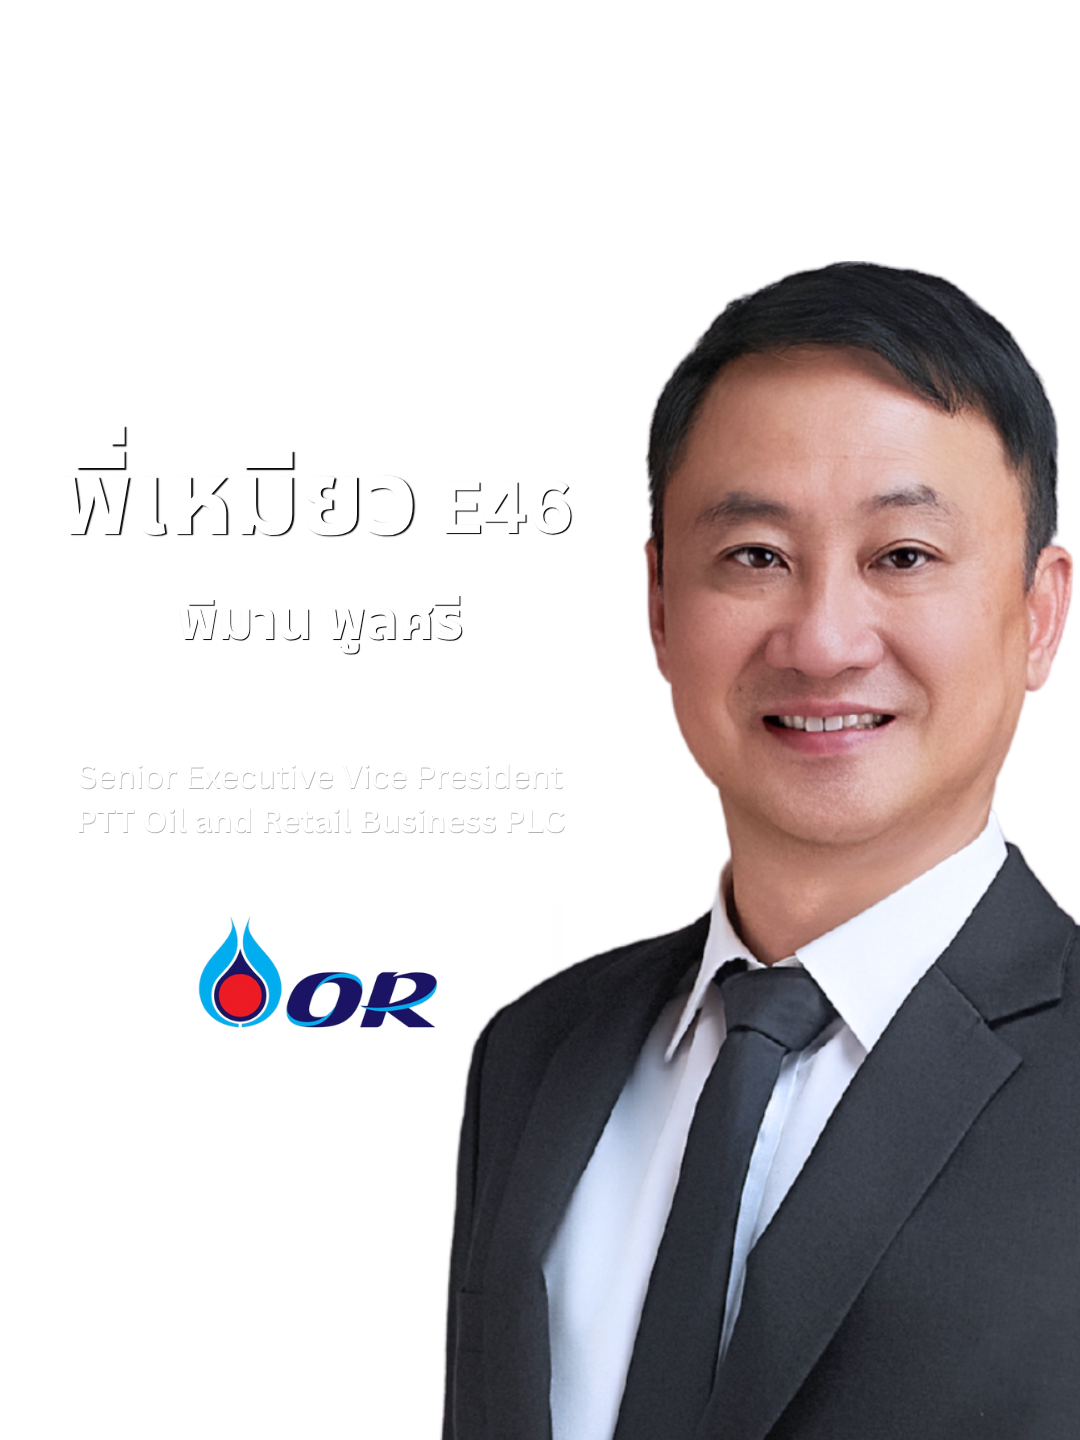 พี่เหมียว E46
พิมาน พูลศรี
Senior Executive Vice President
PTT Oil and Retail Business PLC
OR